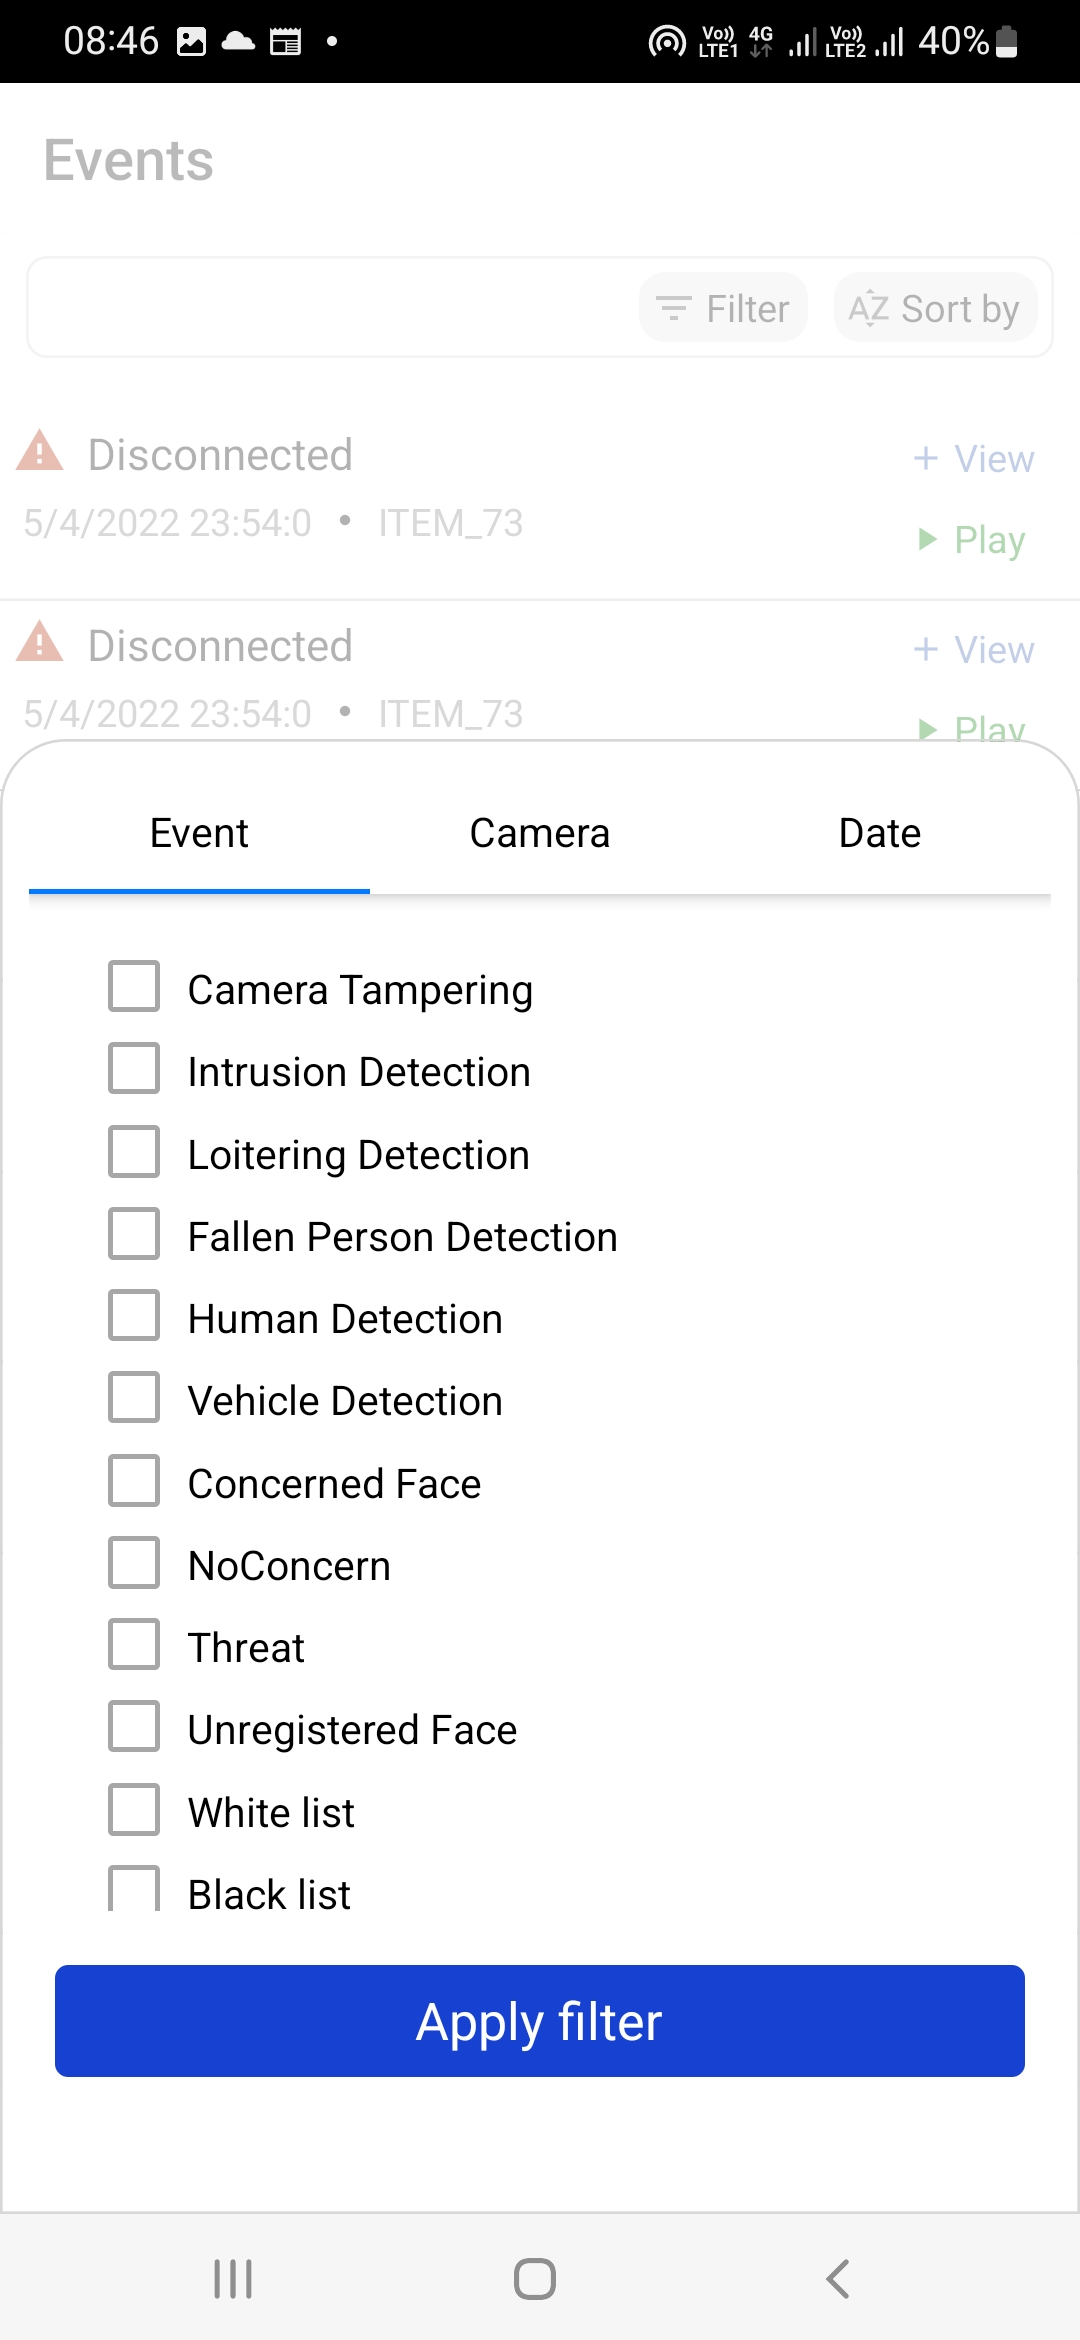 08:46 Vo)) LTE1 4G Vo)) LTE2 40%
Events
Filter AZ Sort by
Disconnected + View
5/4/2022 23:54:0 • ITEM_73
Play
Disconnected + View
5/4/2022 23:54:0 • ITEM_73
Play
Event Camera Date
Camera Tampering
Intrusion Detection
Loitering Detection
Fallen Person Detection
Human Detection
Vehicle Detection
Concerned Face
NoConcern
Threat
Unregistered Face
White list
Black list
Apply filter